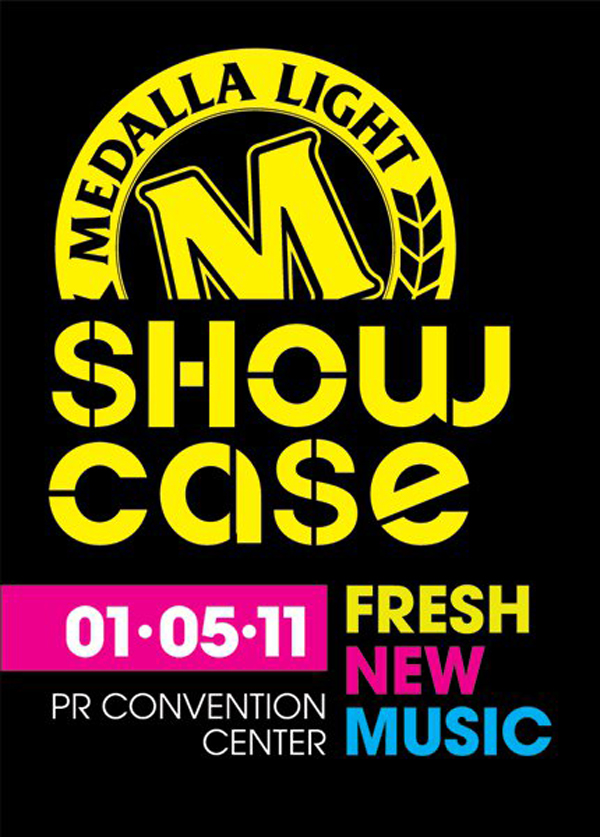 MEDALLA LIGHT
M
SHOW
case
01·05·11
PR CONVENTION
CENTER
FRESH
NEW
MUSIC